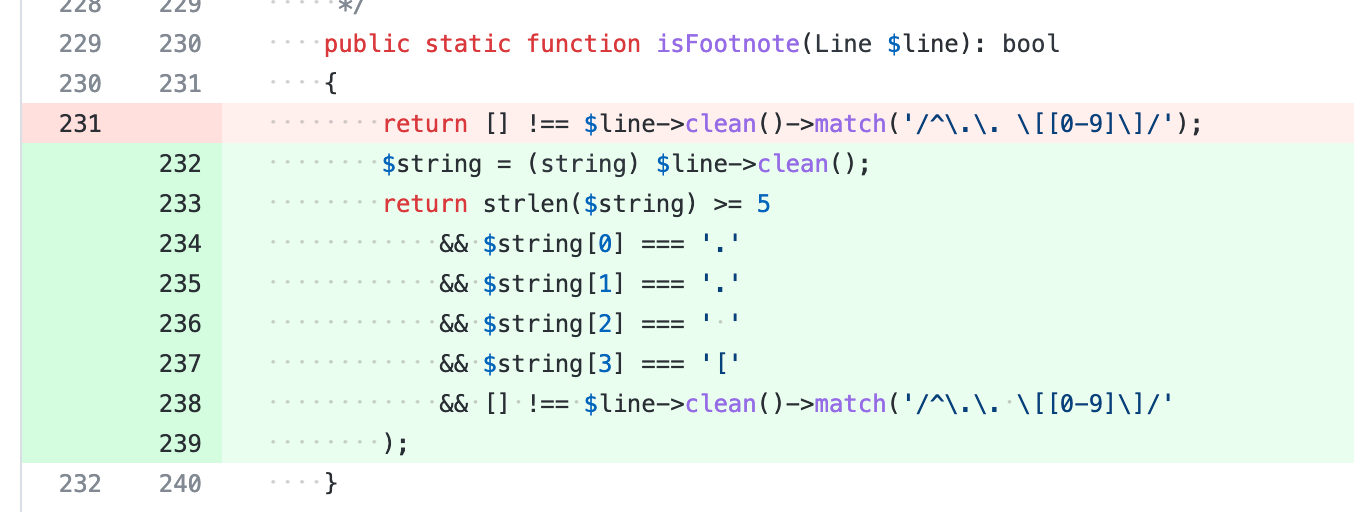 228 229 */
229 230 public static function isFootnote(Line $line): bool
230 231 {
231 return [] !== $line->clean()->match('/^\.\. \[[0-9]\]/');
232 $string = (string) $line->clean();
233 return strlen($string) >= 5
234 && $string[0] === '.'
235 && $string[1] === '.'
236 && $string[2] === ' '
237 && $string[3] === '['
238 && [] !== $line->clean()->match('/^\.\. \[[0-9]\]/'
239 );
232 240 }